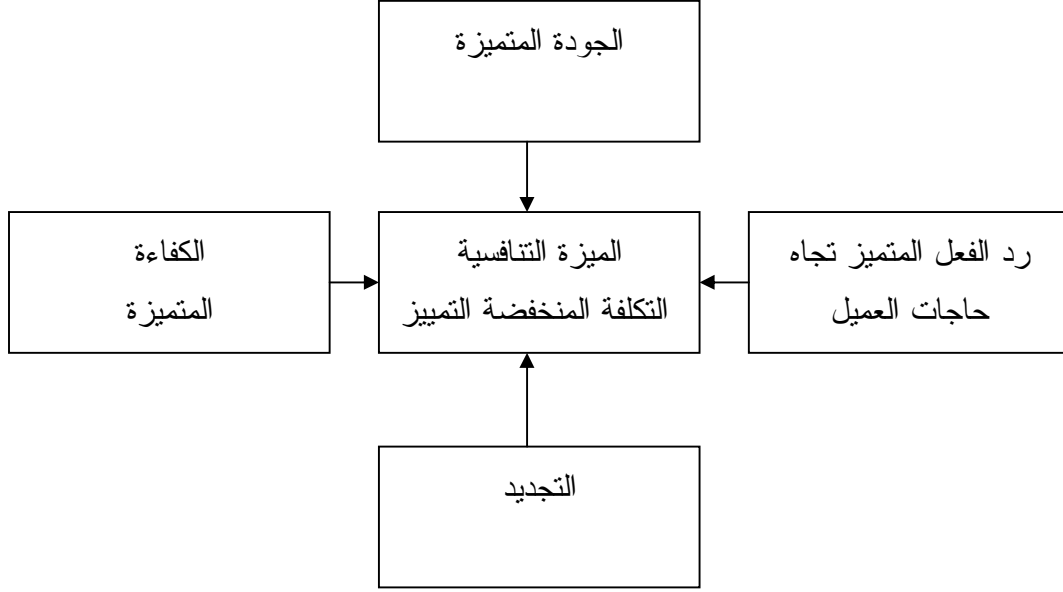 الجودة المتميزة
رد الفعل المتميز تجاه
حاجات العميل
الميزة التنافسية
التكلفة المنخفضة التمييز
الكفاءة
المتميزة
التجديد